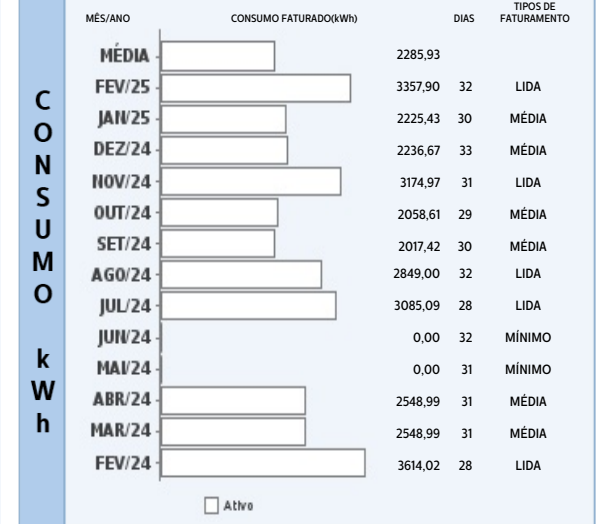 MÊS/ANO CONSUMO FATURADO(kWh) DIAS TIPOS DE FATURAMENTO
MÉDIA 2285,93
FEV/25 3357,90 32 LIDA
JAN/25 2225,43 30 MÉDIA
DEZ/24 2236,67 33 MÉDIA
NOV/24 3174,97 31 LIDA
OUT/24 2058,61 29 MÉDIA
SET/24 2017,42 30 MÉDIA
AGO/24 2849,00 32 LIDA
JUL/24 3085,09 28 LIDA
JUN/24 0,00 32 MÍNIMO
MAI/24 0,00 31 MÍNIMO
ABR/24 2548,99 31 MÉDIA
MAR/24 2548,99 31 MÉDIA
FEV/24 3614,02 28 LIDA
Ativo
CONSUMO kWh